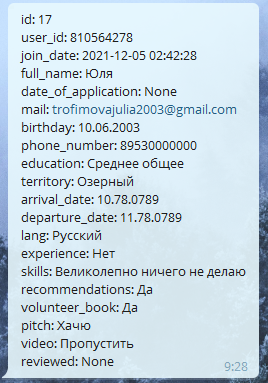 id: 17
user_id: 810564278
join_date: 2021-12-05 02:42:28
full_name: Юля
date_of_application: None
mail: trofimovajulia2003@gmail.com
birthday: 10.06.2003
phone_number: 89530000000
education: Среднее общее
territory: Озерный
arrival_date: 10.78.0789
departure_date: 11.78.0789
lang: Русский
experience: Нет
skills: Великолепно ничего не делаю
recommendations: Да
volunteer_book: Да
pitch: Хачю
video: Пропустить
reviewed: None
9:28